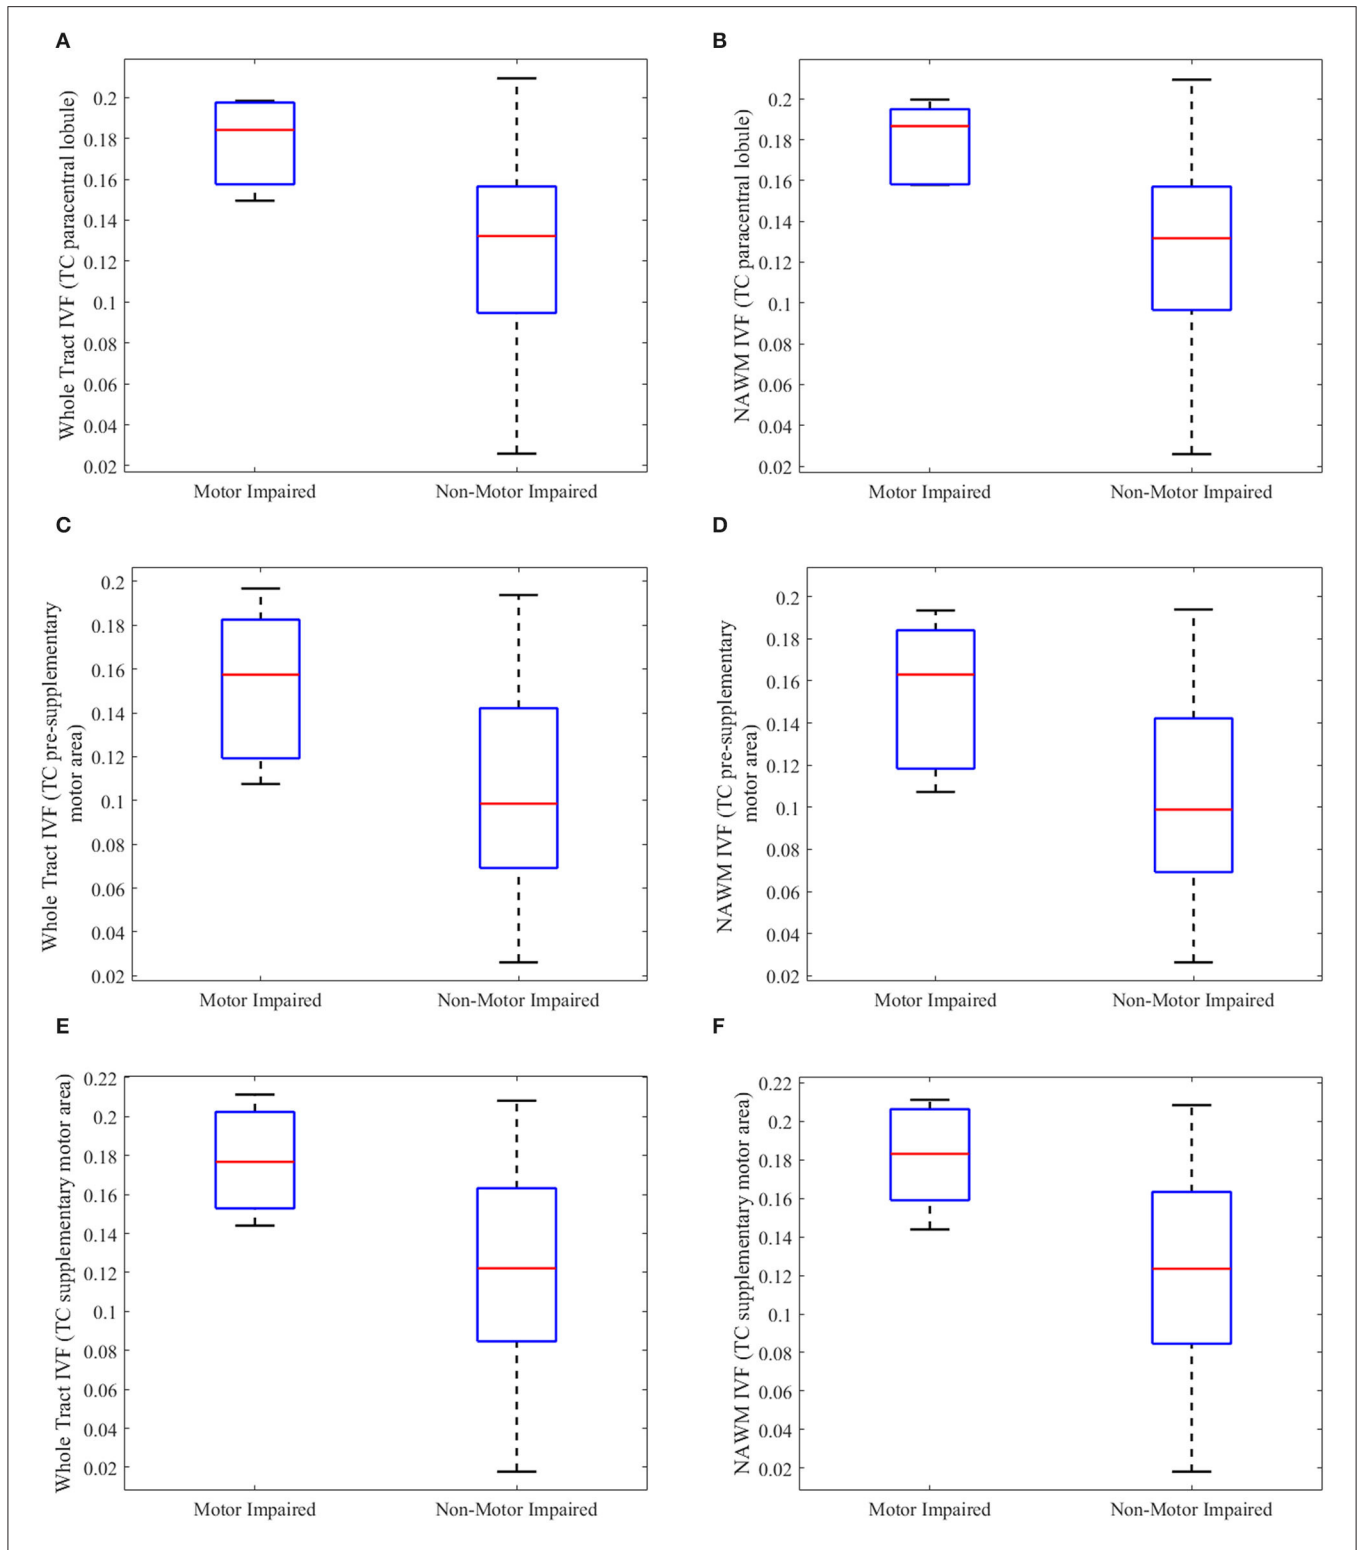 A
Whole Tract IVF (TC paracentral lobule)
0.2
0.18
0.16
0.14
0.12
0.1
0.08
0.06
0.04
0.02
Motor Impaired
Non-Motor Impaired
B
NAWM IVF (TC paracentral lobule)
0.2
0.18
0.16
0.14
0.12
0.1
0.08
0.06
0.04
0.02
Motor Impaired
Non-Motor Impaired
C
Whole Tract IVF (TC pre-supplementary
motor area)
0.2
0.18
0.16
0.14
0.12
0.1
0.08
0.06
0.04
0.02
Motor Impaired
Non-Motor Impaired
D
NAWM IVF (TC pre-supplementary
motor area)
0.2
0.18
0.16
0.14
0.12
0.1
0.08
0.06
0.04
0.02
Motor Impaired
Non-Motor Impaired
E
Whole Tract IVF (TC supplementary motor area)
0.22
0.2
0.18
0.16
0.14
0.12
0.1
0.08
0.06
0.04
0.02
Motor Impaired
Non-Motor Impaired
F
NAWM IVF (TC supplementary motor area)
0.22
0.2
0.18
0.16
0.14
0.12
0.1
0.08
0.06
0.04
0.02
Motor Impaired
Non-Motor Impaired